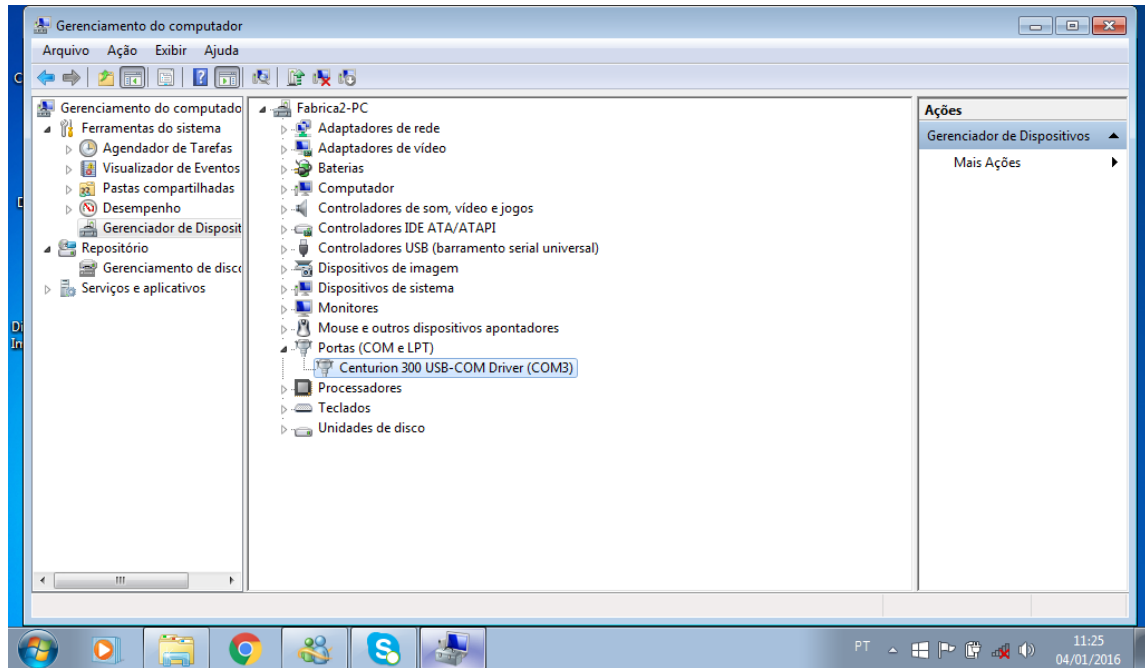 Gerenciamento do computador
Arquivo Ação Exibir Ajuda
Gerenciamento do computado
Ferramentas do sistema
Agendador de Tarefas
Visualizador de Eventos
Pastas compartilhadas
Desempenho
Gerenciador de Disposit
Repositório
Gerenciamento de disco
Serviços e aplicativos
Fabrica2-PC
Adaptadores de rede
Adaptadores de vídeo
Baterias
Computador
Controladores de som, vídeo e jogos
Controladores IDE ATA/ATAPI
Controladores USB (barramento serial universal)
Dispositivos de imagem
Dispositivos de sistema
Monitores
Mouse e outros dispositivos apontadores
Portas (COM e LPT)
Centurion 300 USB-COM Driver (COM3)
Processadores
Teclados
Unidades de disco
Ações
Gerenciador de Dispositivos
Mais Ações
PT
11:25
04/01/2016